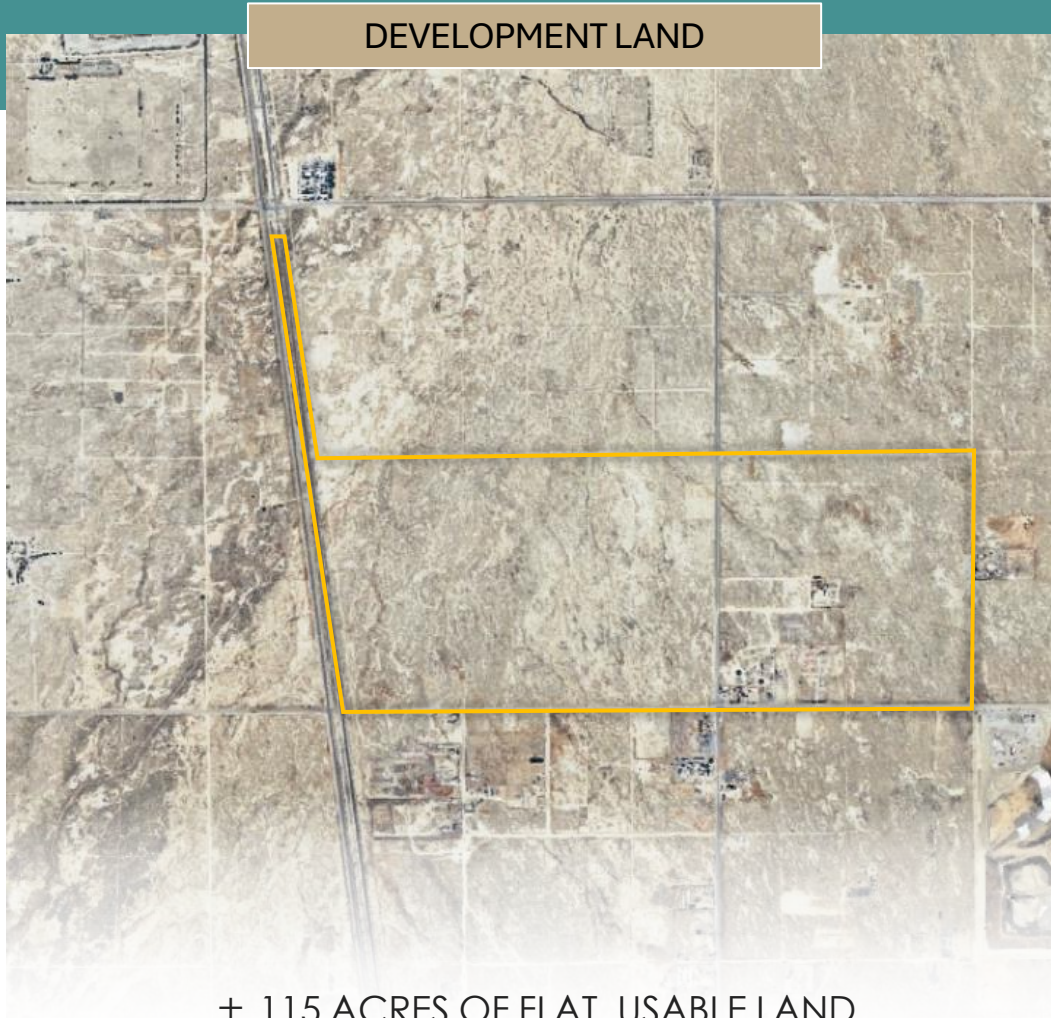 DEVELOPMENT LAND
+ 115 ACRES OF FLAT, USABLE LAND